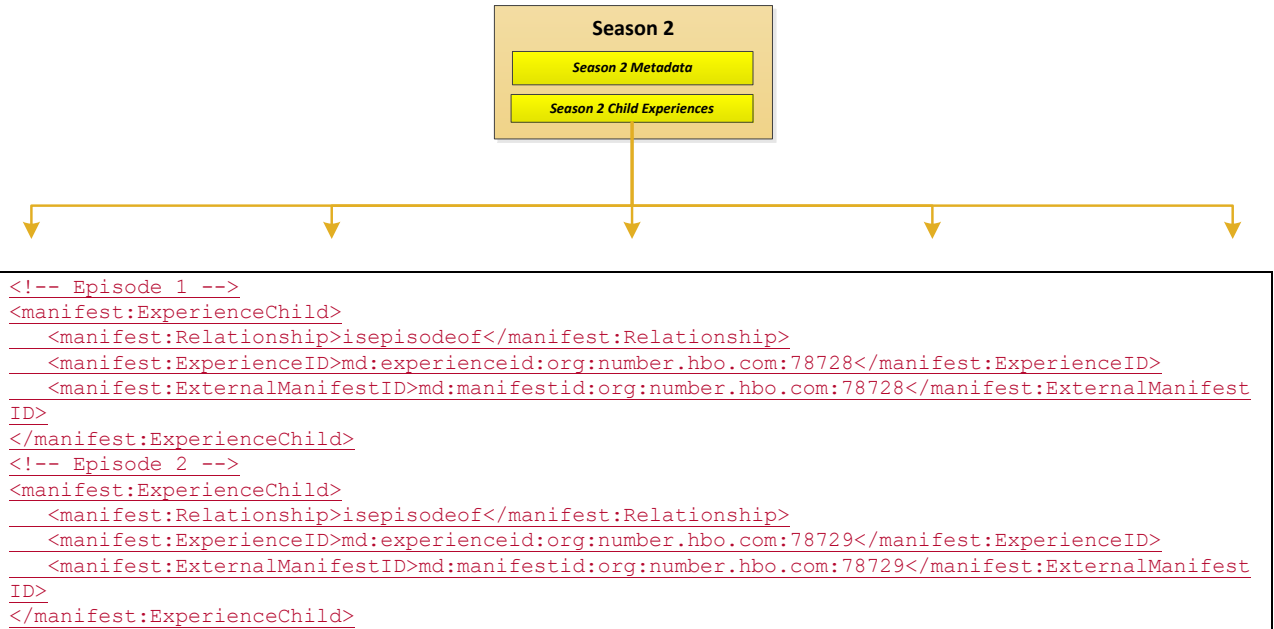 Season 2
Season 2 Metadata
Season 2 Child Experiences
<!-- Episode 1 -->
<manifest:ExperienceChild>
   <manifest:Relationship>isepisodeof</manifest:Relationship>
   <manifest:ExperienceID>md:experienceid:org:number.hbo.com:78728</manifest:ExperienceID>
   <manifest:ExternalManifestID>md:manifestid:org:number.hbo.com:78728</manifest:ExternalManifest
ID>
</manifest:ExperienceChild>
<!-- Episode 2 -->
<manifest:ExperienceChild>
   <manifest:Relationship>isepisodeof</manifest:Relationship>
   <manifest:ExperienceID>md:experienceid:org:number.hbo.com:78729</manifest:ExperienceID>
   <manifest:ExternalManifestID>md:manifestid:org:number.hbo.com:78729</manifest:ExternalManifest
ID>
</manifest:ExperienceChild>